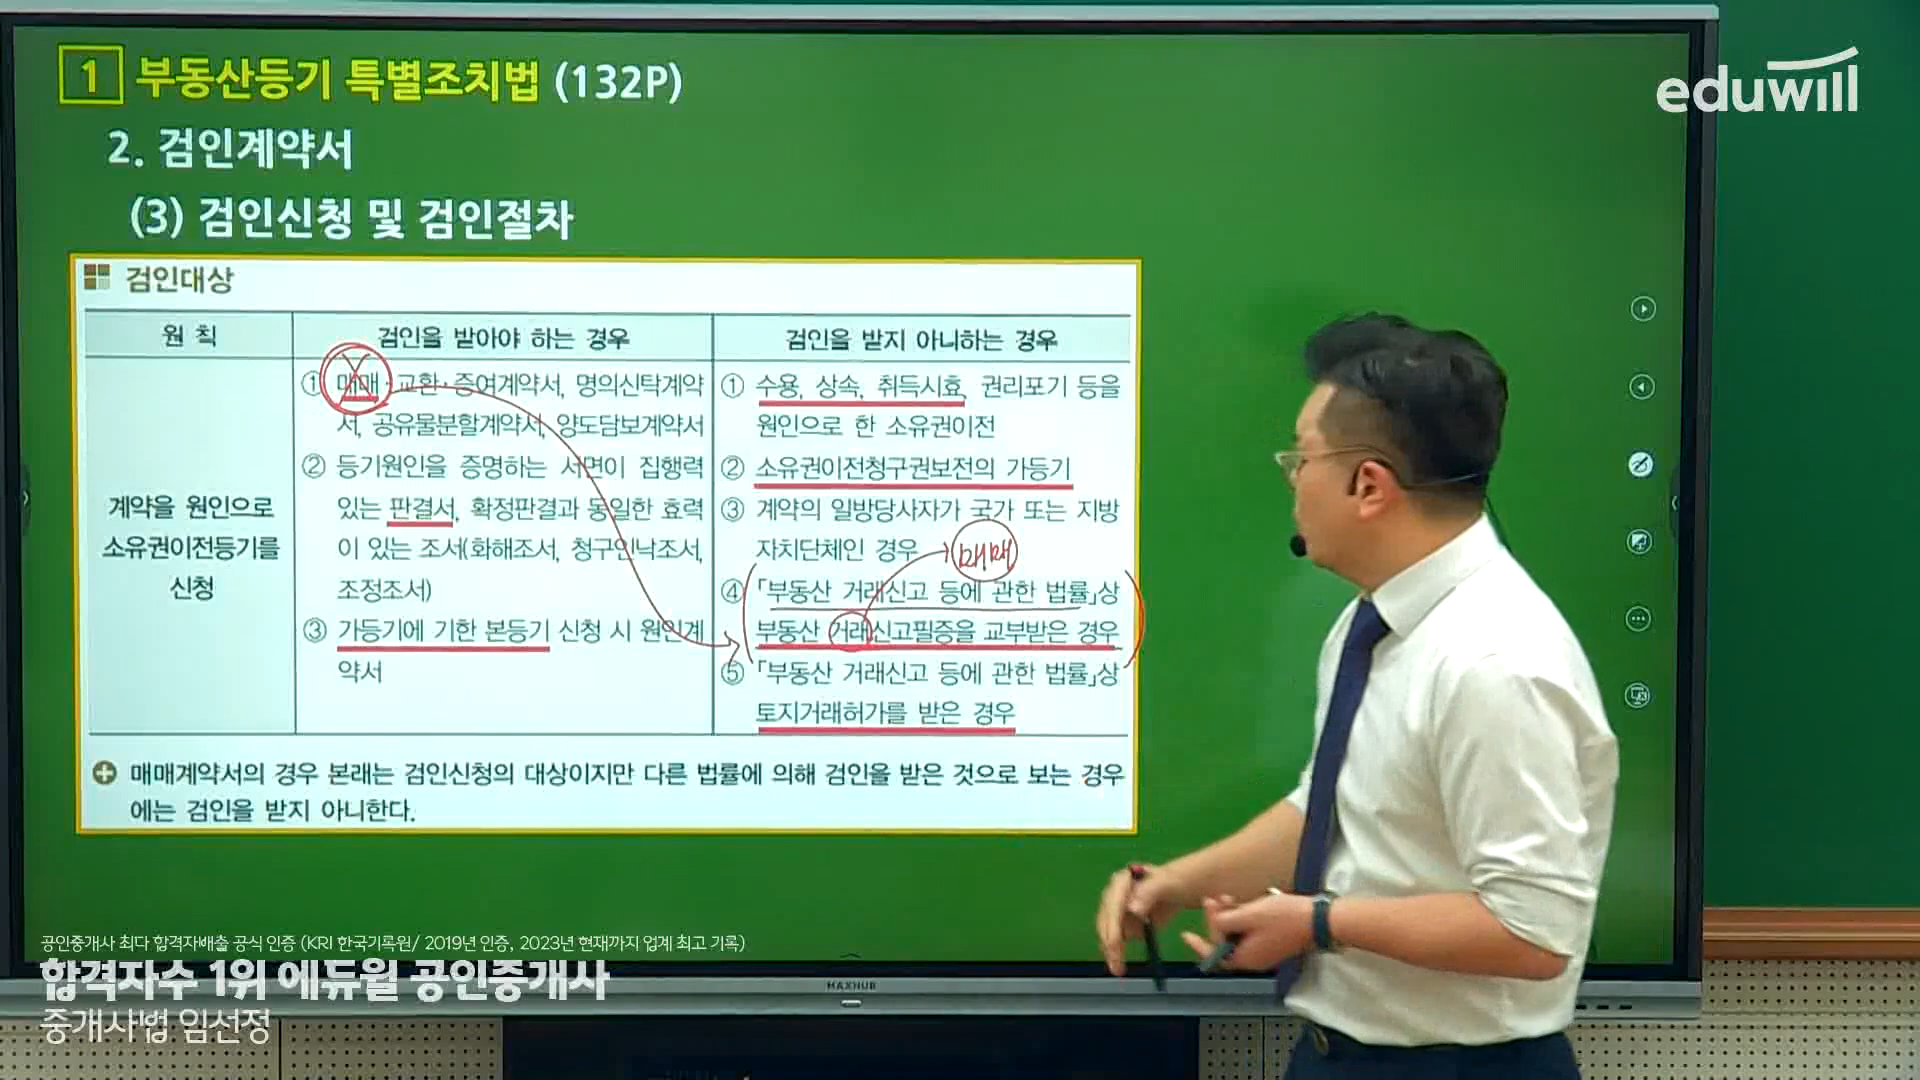 1 부동산등기 특별조치법 (132P)
eduwill
2. 검인계약서
(3) 검인신청 및 검인절차
검인대상
원 칙
검인을 받아야 하는 경우
검인을 받지 아니하는 경우
계약을 원인으로
소유권이전등기를
신청
① 매매·교환·증여계약서, 명의신탁계약
서, 공유물분할계약서, 양도담보계약서
② 등기원인을 증명하는 서면이 집행력
있는 판결서, 확정판결과 동일한 효력
이 있는 조서(화해조서, 청구인낙조서,
조정조서)
③ 가등기에 기한 본등기 신청 시 원인계
약서
① 수용, 상속, 취득시효, 권리포기 등을
원인으로 한 소유권이전
② 소유권이전청구권보전의 가등기
③ 계약의 일방당사자가 국가 또는 지방
자치단체인 경우
매매
④ 「부동산 거래신고 등에 관한 법률」상
부동산 거래신고필증을 교부받은 경우
⑤ 「부동산 거래신고 등에 관한 법률」상
토지거래허가를 받은 경우
매매계약서의 경우 본래는 검인신청의 대상이지만 다른 법률에 의해 검인을 받은 것으로 보는 경우
에는 검인을 받지 아니한다.
공인중개사 최다 합격자배출 공식 인증 (KRI 한국기록원/ 2019년 인증, 2023년 현재까지 업계 최고 기록)
합격자수 1위 에듀윌 공인중개사
중개사법 임선정
MAXHUB